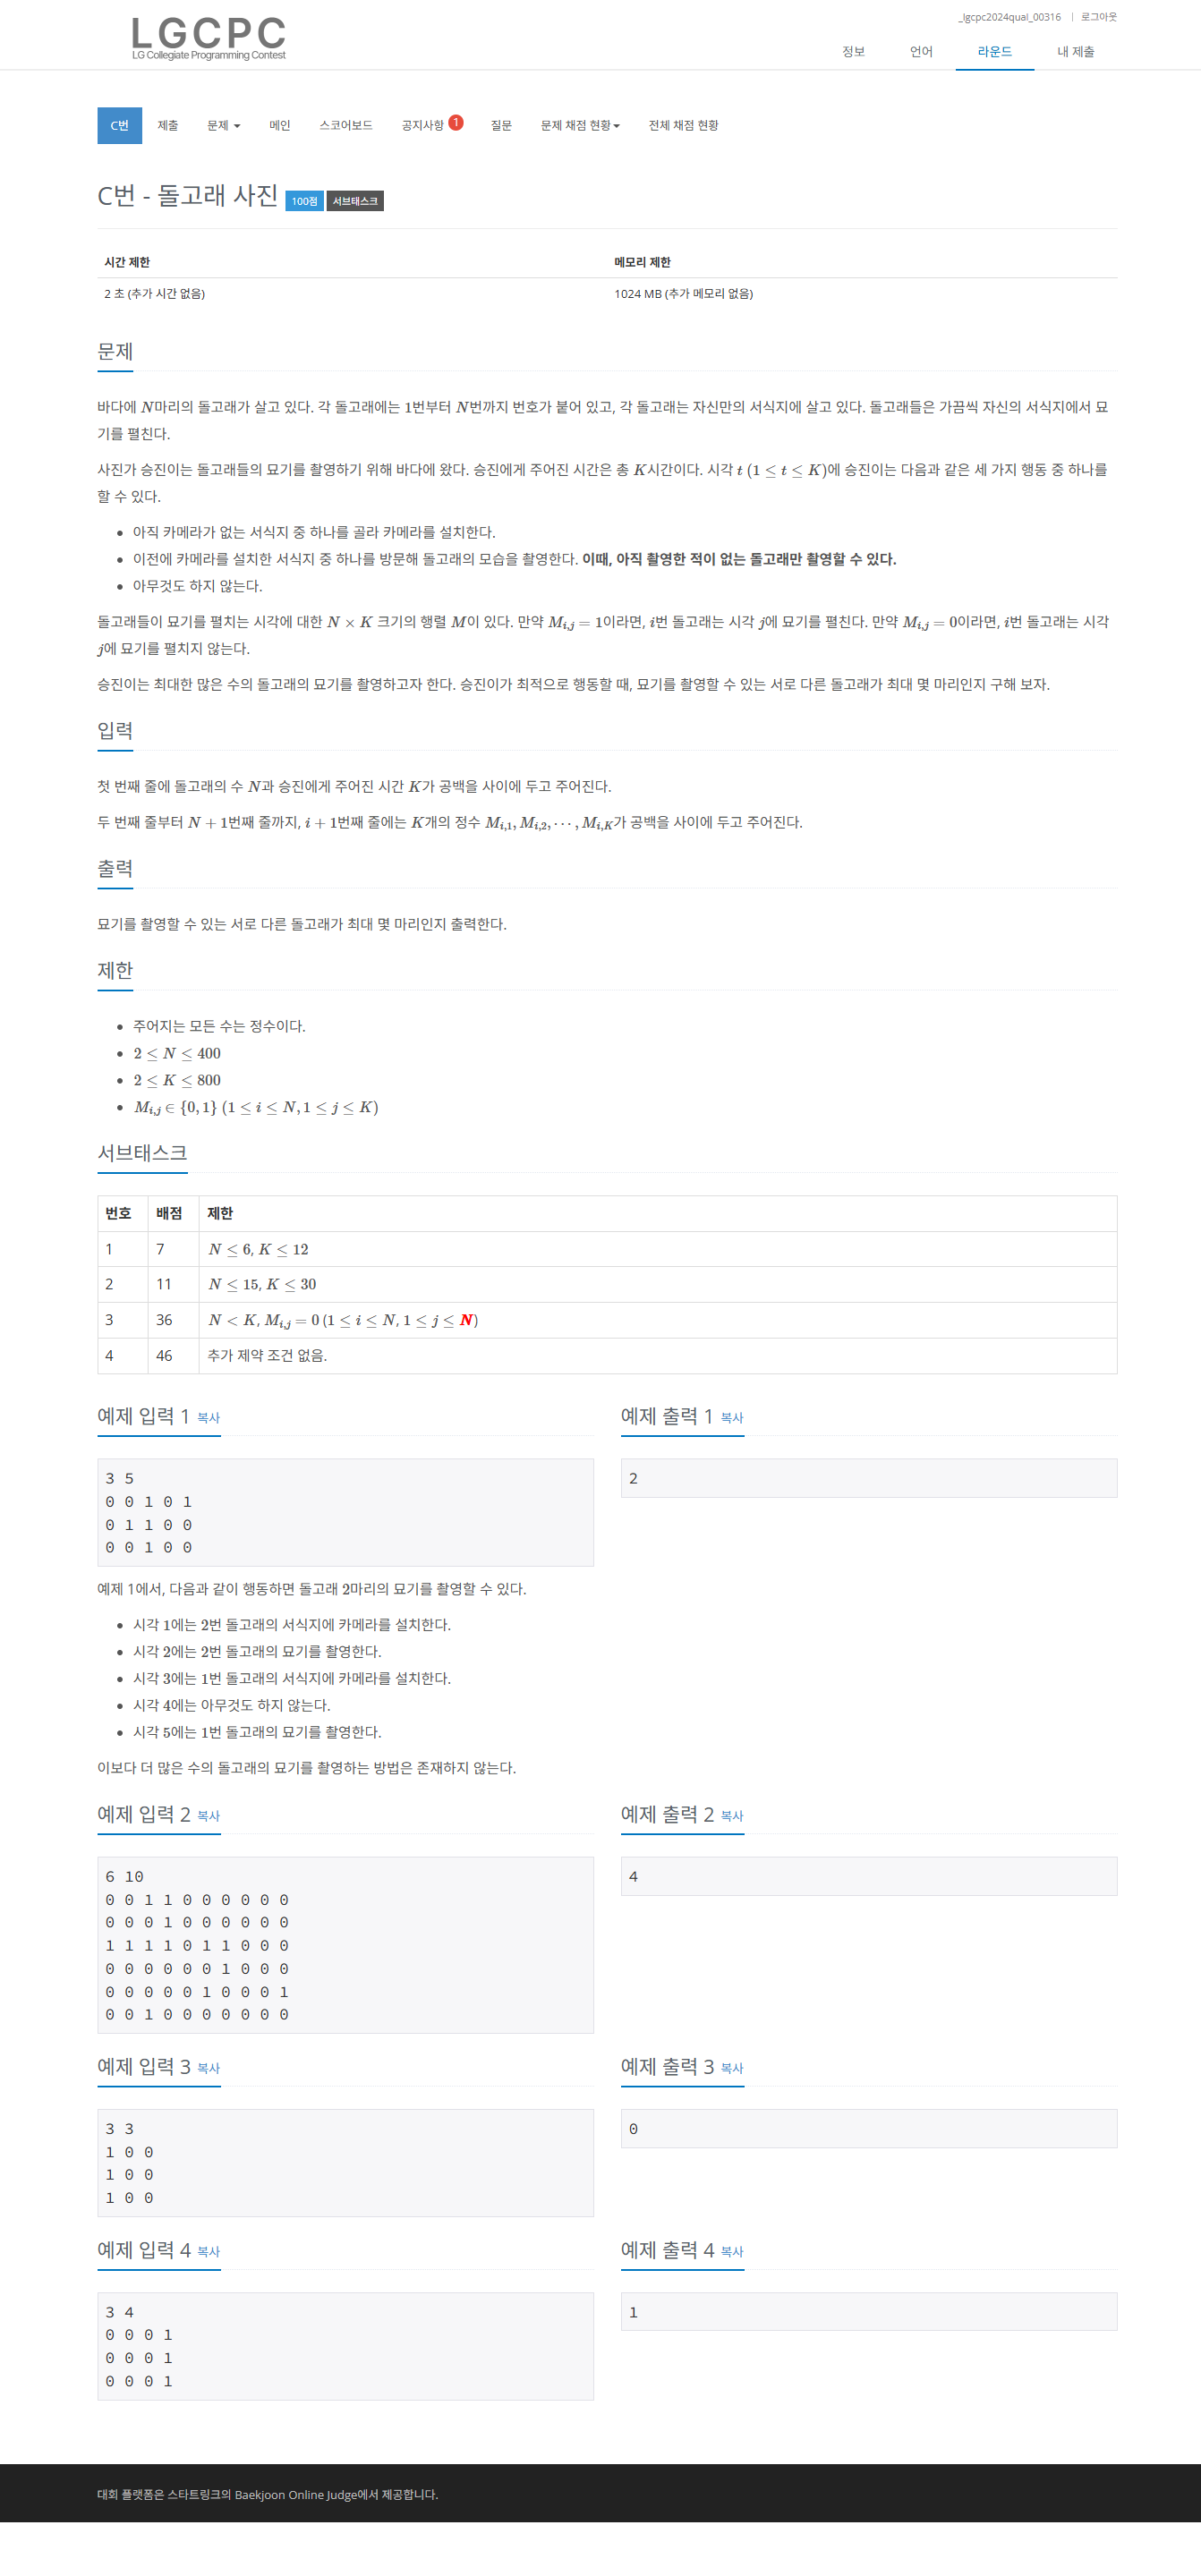 LGCPC
LG Collegiate Programming Contest
_lgcpc2024qual_00316 | 로그아웃
정보 언어 라운드 내 제출
C번 제출 문제 메인 스코어보드 공지사항 1 질문 문제 채점 현황 전체 채점 현황
C번 - 돌고래 사진 100점 서브태스크
시간 제한 메모리 제한
2 초 (추가 시간 없음) 1024 MB (추가 메모리 없음)
문제
바다에 N마리의 돌고래가 살고 있다. 각 돌고래에는 1번부터 N번까지 번호가 붙어 있고, 각 돌고래는 자신만의 서식지에 살고 있다. 돌고래들은 가끔씩 자신의 서식지에서 묘
기를 펼친다.
사진가 승진이는 돌고래들의 묘기를 촬영하기 위해 바다에 왔다. 승진에게 주어진 시간은 총 K시간이다. 시각 t (1 ≤ t ≤ K)에 승진이는 다음과 같은 세 가지 행동 중 하나를
할 수 있다.
• 아직 카메라가 없는 서식지 중 하나를 골라 카메라를 설치한다.
• 이전에 카메라를 설치한 서식지 중 하나를 방문해 돌고래의 모습을 촬영한다. 이때, 아직 촬영한 적이 없는 돌고래만 촬영할 수 있다.
• 아무것도 하지 않는다.
돌고래들이 묘기를 펼치는 시각에 대한 N × K 크기의 행렬 M이 있다. 만약 M_{i,j} = 1이라면, i번 돌고래는 시각 j에 묘기를 펼친다. 만약 M_{i,j} = 0이라면, i번 돌고래는 시각
j에 묘기를 펼치지 않는다.
승진이는 최대한 많은 수의 돌고래의 묘기를 촬영하고자 한다. 승진이가 최적으로 행동할 때, 묘기를 촬영할 수 있는 서로 다른 돌고래가 최대 몇 마리인지 구해 보자.
입력
첫 번째 줄에 돌고래의 수 N과 승진에게 주어진 시간 K가 공백을 사이에 두고 주어진다.
두 번째 줄부터 N + 1번째 줄까지, i + 1번째 줄에는 K개의 정수 M_{i,1}, M_{i,2}, ⋯ , M_{i,K}가 공백을 사이에 두고 주어진다.
출력
묘기를 촬영할 수 있는 서로 다른 돌고래가 최대 몇 마리인지 출력한다.
제한
• 주어지는 모든 수는 정수이다.
• 2 ≤ N ≤ 400
• 2 ≤ K ≤ 800
• M_{i,j} ∈ {0, 1} (1 ≤ i ≤ N, 1 ≤ j ≤ K)
서브태스크
번호 배점 제한
1 7 N ≤ 6, K ≤ 12
2 11 N ≤ 15, K ≤ 30
3 36 N < K, M_{i,j} = 0 (1 ≤ i ≤ N, 1 ≤ j ≤ N)
4 46 추가 제약 조건 없음.
예제 입력 1 복사 예제 출력 1 복사
3 5 2
0 0 1 0 1
0 1 1 0 0
0 0 1 0 0
예제 1에서, 다음과 같이 행동하면 돌고래 2마리의 묘기를 촬영할 수 있다.
• 시각 1에는 2번 돌고래의 서식지에 카메라를 설치한다.
• 시각 2에는 2번 돌고래의 묘기를 촬영한다.
• 시각 3에는 1번 돌고래의 서식지에 카메라를 설치한다.
• 시각 4에는 아무것도 하지 않는다.
• 시각 5에는 1번 돌고래의 묘기를 촬영한다.
이보다 더 많은 수의 돌고래의 묘기를 촬영하는 방법은 존재하지 않는다.
예제 입력 2 복사 예제 출력 2 복사
6 10 4
0 0 1 1 0 0 0 0 0 0
0 0 0 1 0 0 0 0 0 0
1 1 1 1 0 1 1 0 0 0
0 0 0 0 0 0 1 0 0 0
0 0 0 0 0 1 0 0 0 1
0 0 1 0 0 0 0 0 0 0
예제 입력 3 복사 예제 출력 3 복사
3 3 0
1 0 0
1 0 0
1 0 0
예제 입력 4 복사 예제 출력 4 복사
3 4 1
0 0 0 1
0 0 0 1
0 0 0 1
대회 플랫폼은 스타트링크의 Baekjoon Online Judge에서 제공합니다.